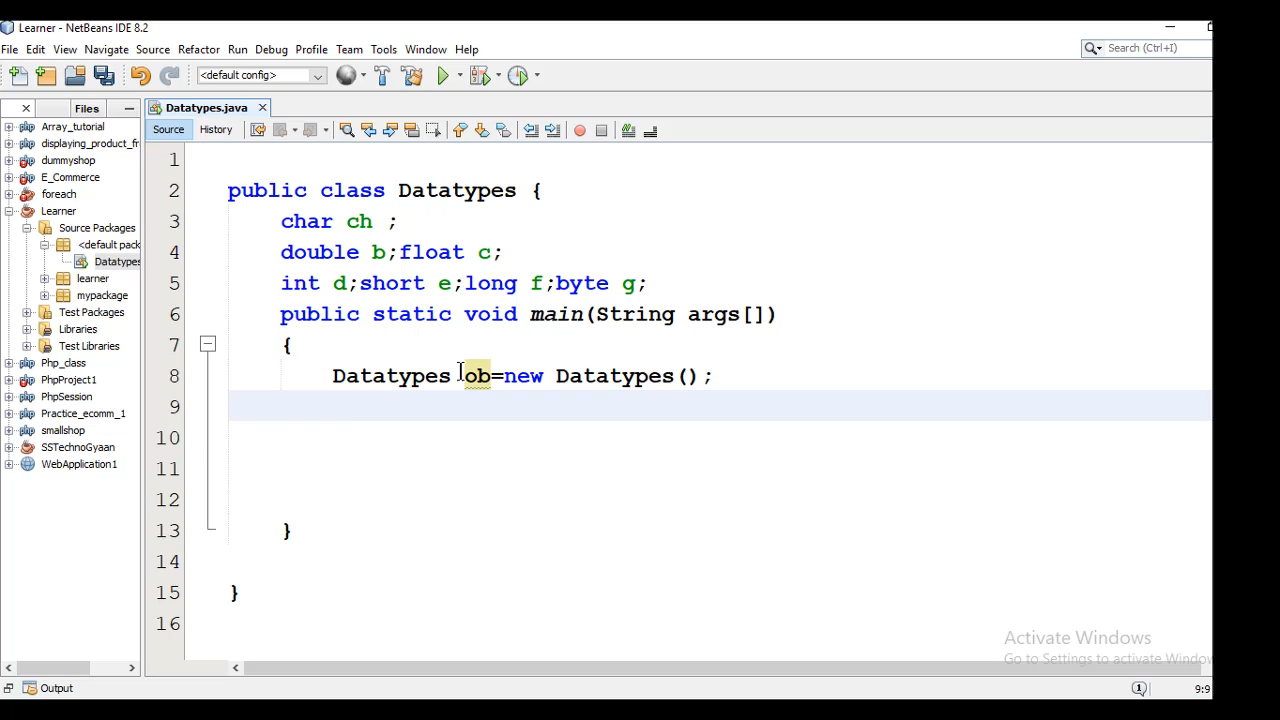 Learner - NetBeans IDE 8.2
File Edit View Navigate Source Refactor Run Debug Profile Team Tools Window Help
Search (Ctrl+I)
<default config>
Files
Datatypes.java
Source History
Array_tutorial
displaying_product_fr
dummyshop
E_Commerce
foreach
Learner
Source Packages
<default pack
Datatypes
learner
mypackage
Test Packages
Libraries
Test Libraries
Php_class
PhpProject1
PhpSession
Practice_ecomm_1
smallshop
SSTechnoGyaan
WebApplication1
1
2 public class Datatypes {
3 char ch ;
4 double b;float c;
5 int d;short e;long f;byte g;
6 public static void main(String args[])
7 {
8 Datatypes ob=new Datatypes();
9
10
11
12
13 }
14
15 }
16
Activate Windows
Go to Settings to activate Windows
Output
1
9:9